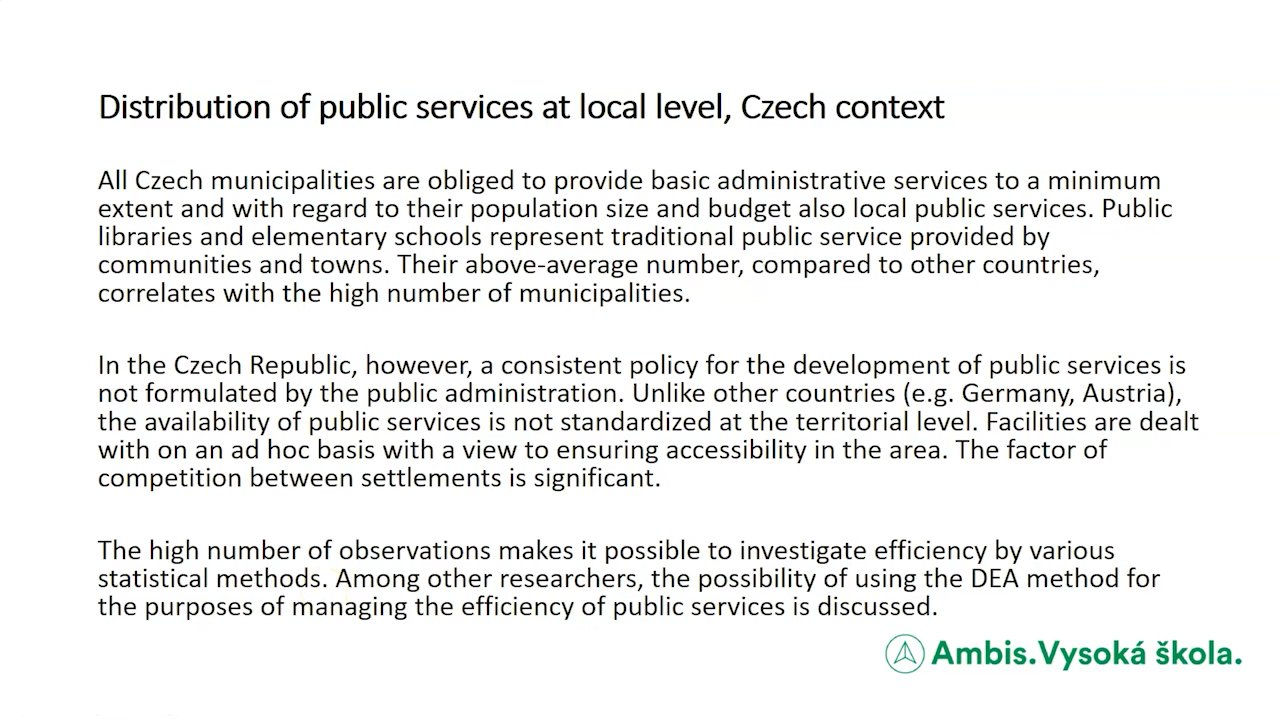 Distribution of public services at local level, Czech context
All Czech municipalities are obliged to provide basic administrative services to a minimum
extent and with regard to their population size and budget also local public services. Public
libraries and elementary schools represent traditional public service provided by
communities and towns. Their above-average number, compared to other countries,
correlates with the high number of municipalities.
In the Czech Republic, however, a consistent policy for the development of public services is
not formulated by the public administration. Unlike other countries (e.g. Germany, Austria),
the availability of public services is not standardized at the territorial level. Facilities are dealt
with on an ad hoc basis with a view to ensuring accessibility in the area. The factor of
competition between settlements is significant.
The high number of observations makes it possible to investigate efficiency by various
statistical methods. Among other researchers, the possibility of using the DEA method for
the purposes of managing the efficiency of public services is discussed.
Ambis.Vysoká škola.